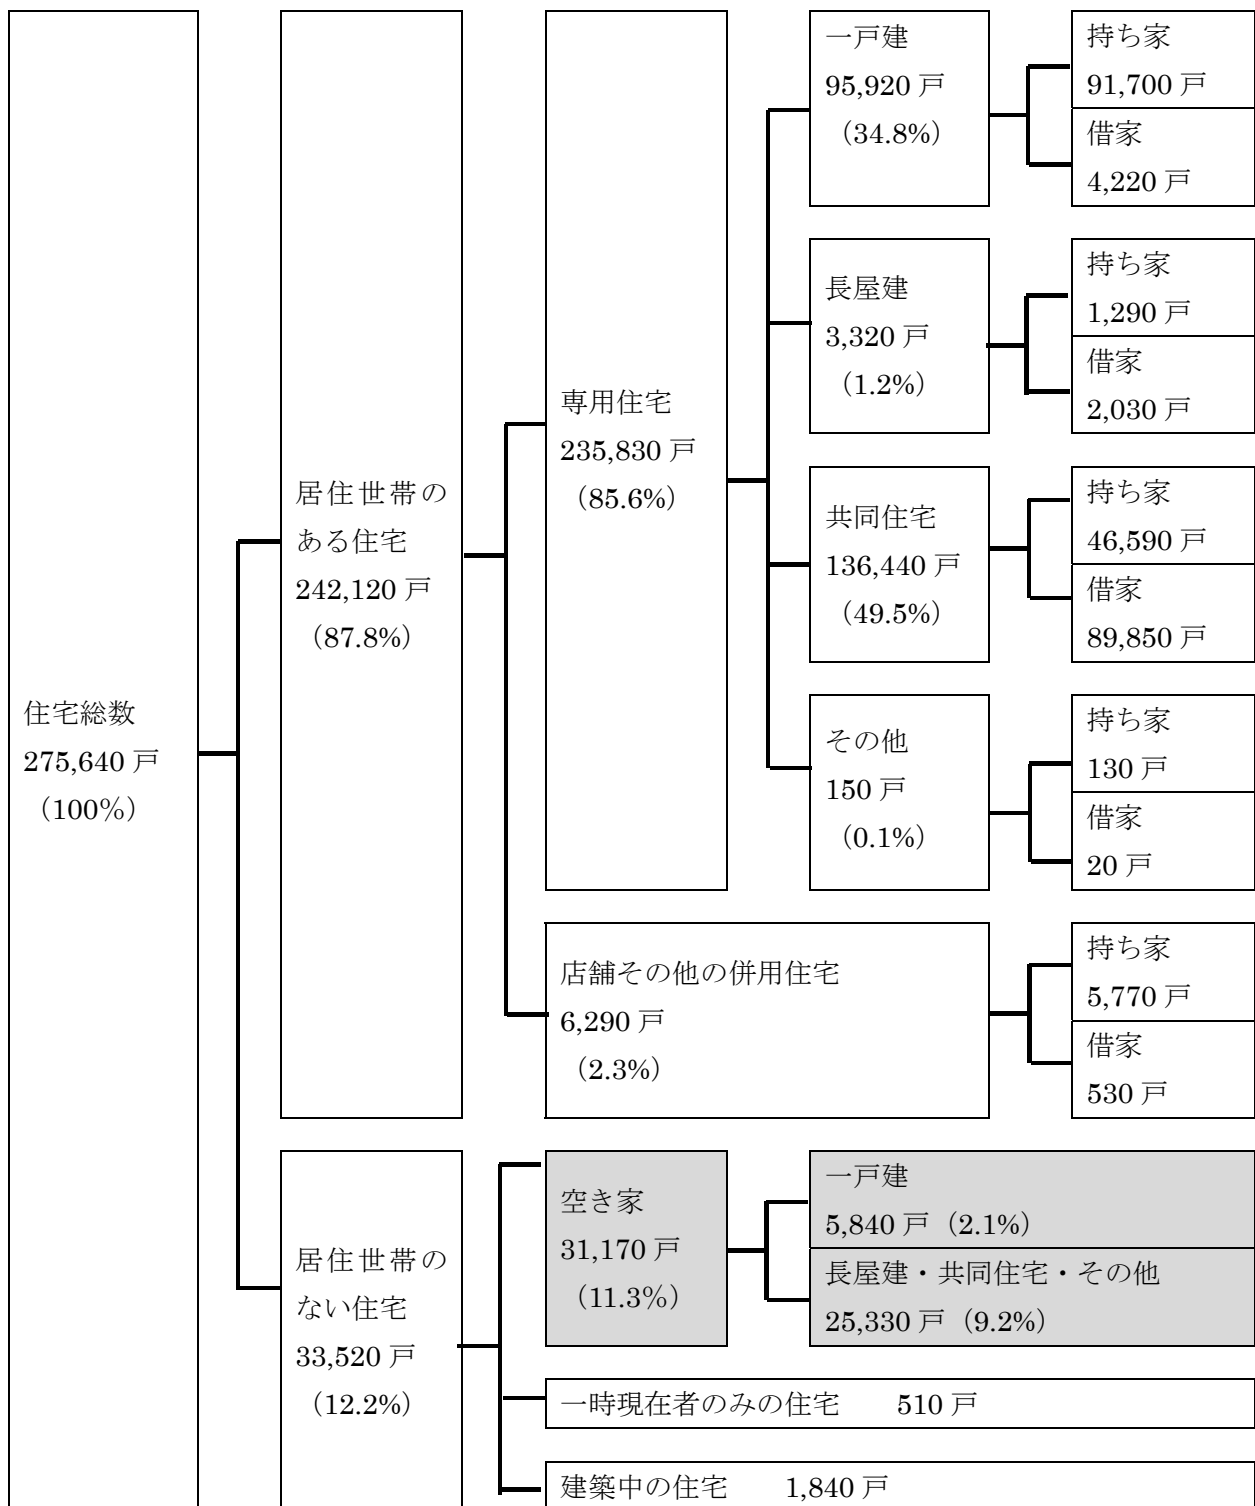 住宅総数
275,640 戸
（100%）
居住世帯の
ある住宅
242,120 戸
（87.8%）
専用住宅
235,830 戸
（85.6%）
一戸建
95,920 戸
（34.8%）
持ち家
91,700 戸
借家
4,220 戸
長屋建
3,320 戸
（1.2%）
持ち家
1,290 戸
借家
2,030 戸
共同住宅
136,440 戸
（49.5%）
持ち家
46,590 戸
借家
89,850 戸
その他
150 戸
（0.1%）
持ち家
130 戸
借家
20 戸
店舗その他の併用住宅
6,290 戸
（2.3%）
持ち家
5,770 戸
借家
530 戸
居住世帯の
ない住宅
33,520 戸
（12.2%）
空き家
31,170 戸
（11.3%）
一戸建
5,840 戸（2.1%）
長屋建・共同住宅・その他
25,330 戸（9.2%）
一時現在者のみの住宅　　510 戸
建築中の住宅　　1,840 戸